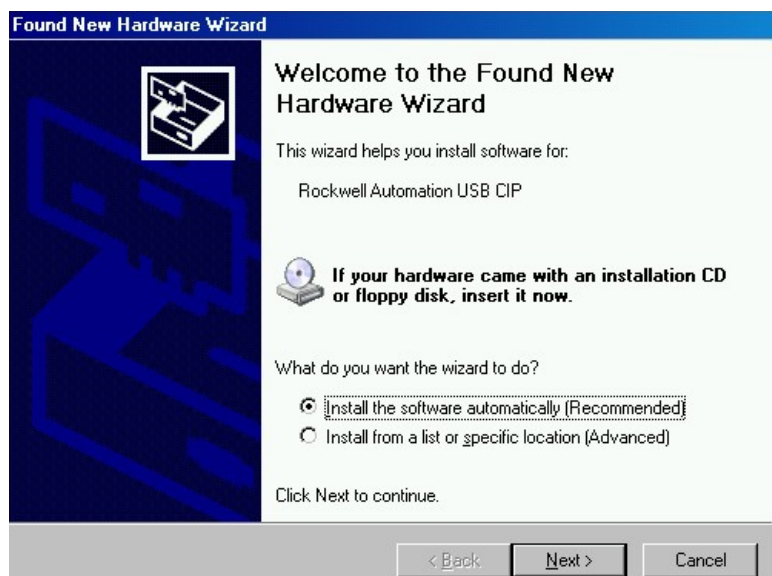 Found New Hardware Wizard
Welcome to the Found New
Hardware Wizard
This wizard helps you install software for:
Rockwell Automation USB CIP
If your hardware came with an installation CD
or floppy disk, insert it now.
What do you want the wizard to do?
Install the software automatically (Recommended)
Install from a list or specific location (Advanced)
Click Next to continue.
< Back
Next >
Cancel